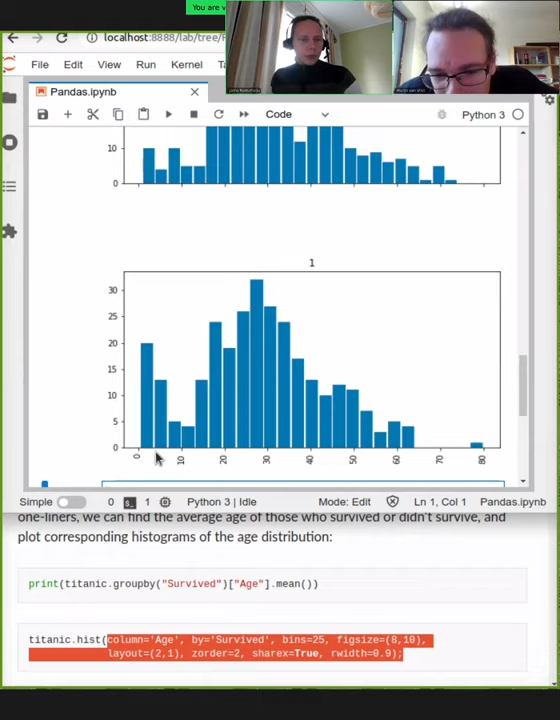 You are v
localhost:8888/lab/tree/F
File Edit View Run Kernel
Pandas.ipynb
Code
Python 3
10
0
1
30
25
20
15
10
5
0
0 10 20 30 40 50 60 70 80
Simple 0 1 Python 3 | Idle Mode: Edit Ln 1, Col 1 Pandas.ipynb
one-liners, we can find the average age of those who survived or didn't survive, and
plot corresponding histograms of the age distribution:
print(titanic.groupby("Survived")["Age"].mean())
titanic.hist(column='Age', by='Survived', bins=25, figsize=(8,10),
layout=(2,1), zorder=2, sharex=True, rwidth=0.9);